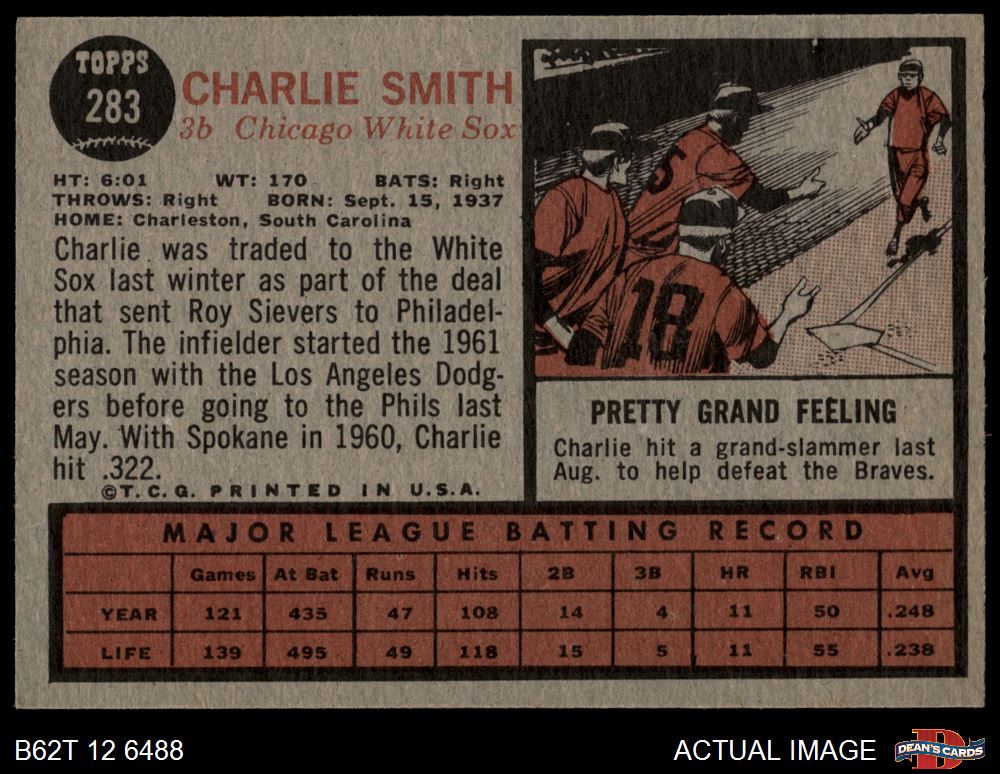 TOPPS
283
CHARLIE SMITH
3b Chicago White Sox
HT: 6:01 WT: 170 BATS: Right
THROWS: Right BORN: Sept. 15, 1937
HOME: Charleston, South Carolina
Charlie was traded to the White
Sox last winter as part of the deal
that sent Roy Sievers to Philadel-
phia. The infielder started the 1961
season with the Los Angeles Dodg-
ers before going to the Phils last
May. With Spokane in 1960, Charlie
hit .322.
©T. C. G. PRINTED IN U.S.A.
5
18
PRETTY GRAND FEELING
Charlie hit a grand-slammer last
Aug. to help defeat the Braves.
MAJOR LEAGUE BATTING RECORD
Games At Bat Runs Hits 2B 3B HR RBI Avg
YEAR 121 435 47 108 14 4 11 50 .248
LIFE 139 495 49 118 15 5 11 55 .238
B62T 12 6488
ACTUAL IMAGE
D
DEAN'S CARDS